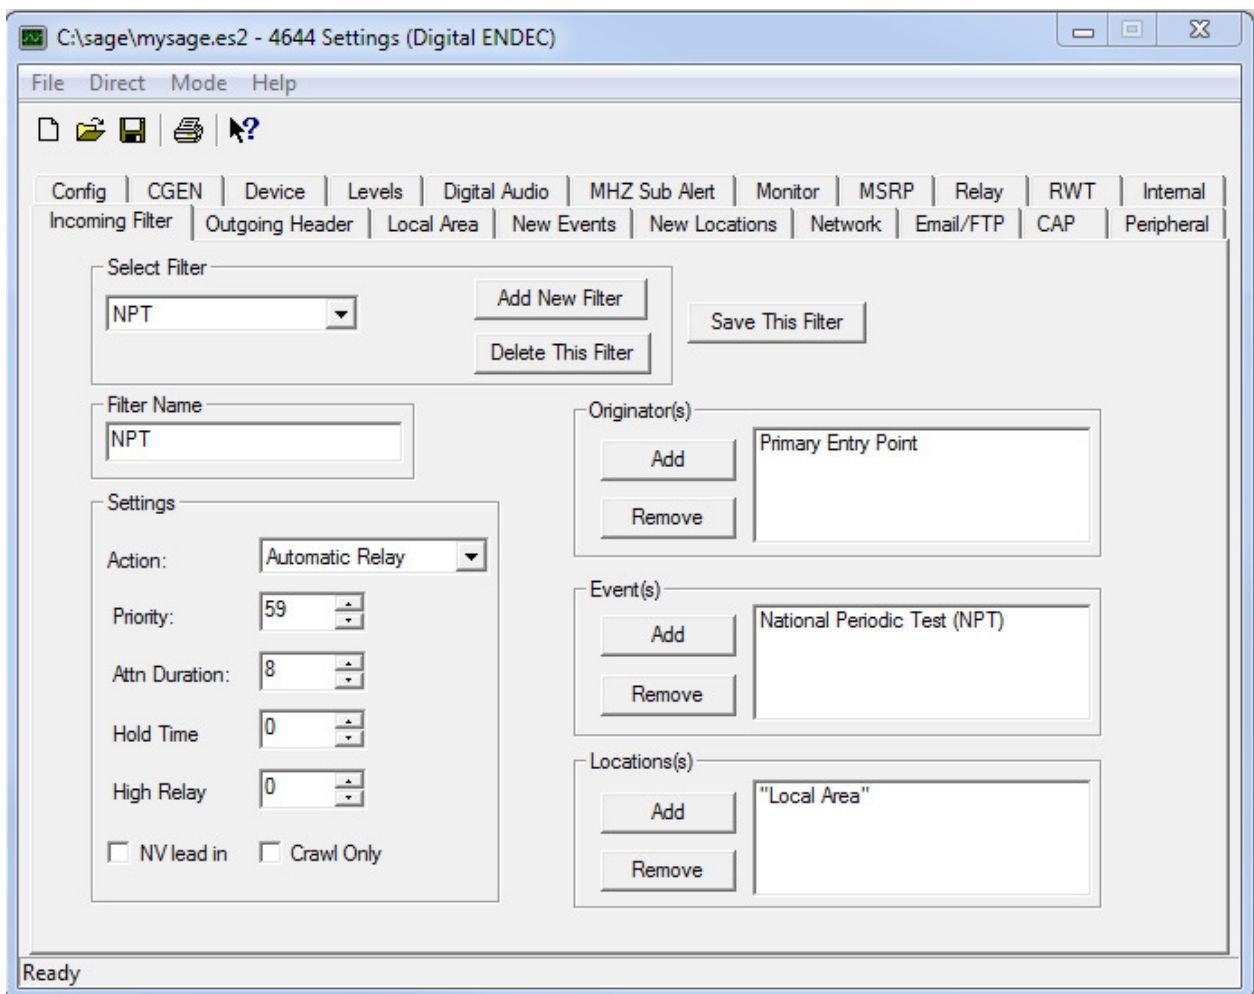 C:\sage\mysage.es2 - 4644 Settings (Digital ENDEC)
File Direct Mode Help
Config CGEN Device Levels Digital Audio MHZ Sub Alert Monitor MSRP Relay RWT Internal
Incoming Filter Outgoing Header Local Area New Events New Locations Network Email/FTP CAP Peripheral
Select Filter
NPT
Add New Filter
Delete This Filter
Save This Filter
Filter Name
NPT
Settings
Action: Automatic Relay
Priority: 59
Attn Duration: 8
Hold Time 0
High Relay 0
NV lead in Crawl Only
Originator(s)
Add
Remove
Primary Entry Point
Event(s)
Add
Remove
National Periodic Test (NPT)
Locations(s)
Add
Remove
"Local Area"
Ready